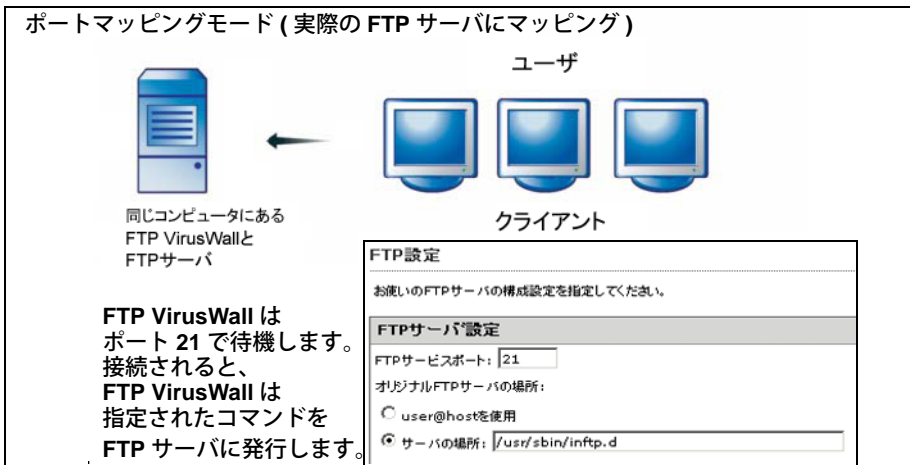 ポートマッピングモード ( 実際の FTP サーバにマッピング )
ユーザ
同じコンピュータにある
FTP VirusWallと
FTPサーバ
クライアント
FTP VirusWall は
ポート 21 で待機します。
接続されると、
FTP VirusWall は
指定されたコマンドを
FTP サーバに発行します。
FTP設定
お使いのFTPサーバの構成設定を指定してください。
FTPサーバ設定
FTPサービスポート: 21
オリジナルFTPサーバの場所:
user@hostを使用
サーバの場所: /usr/sbin/inftp.d